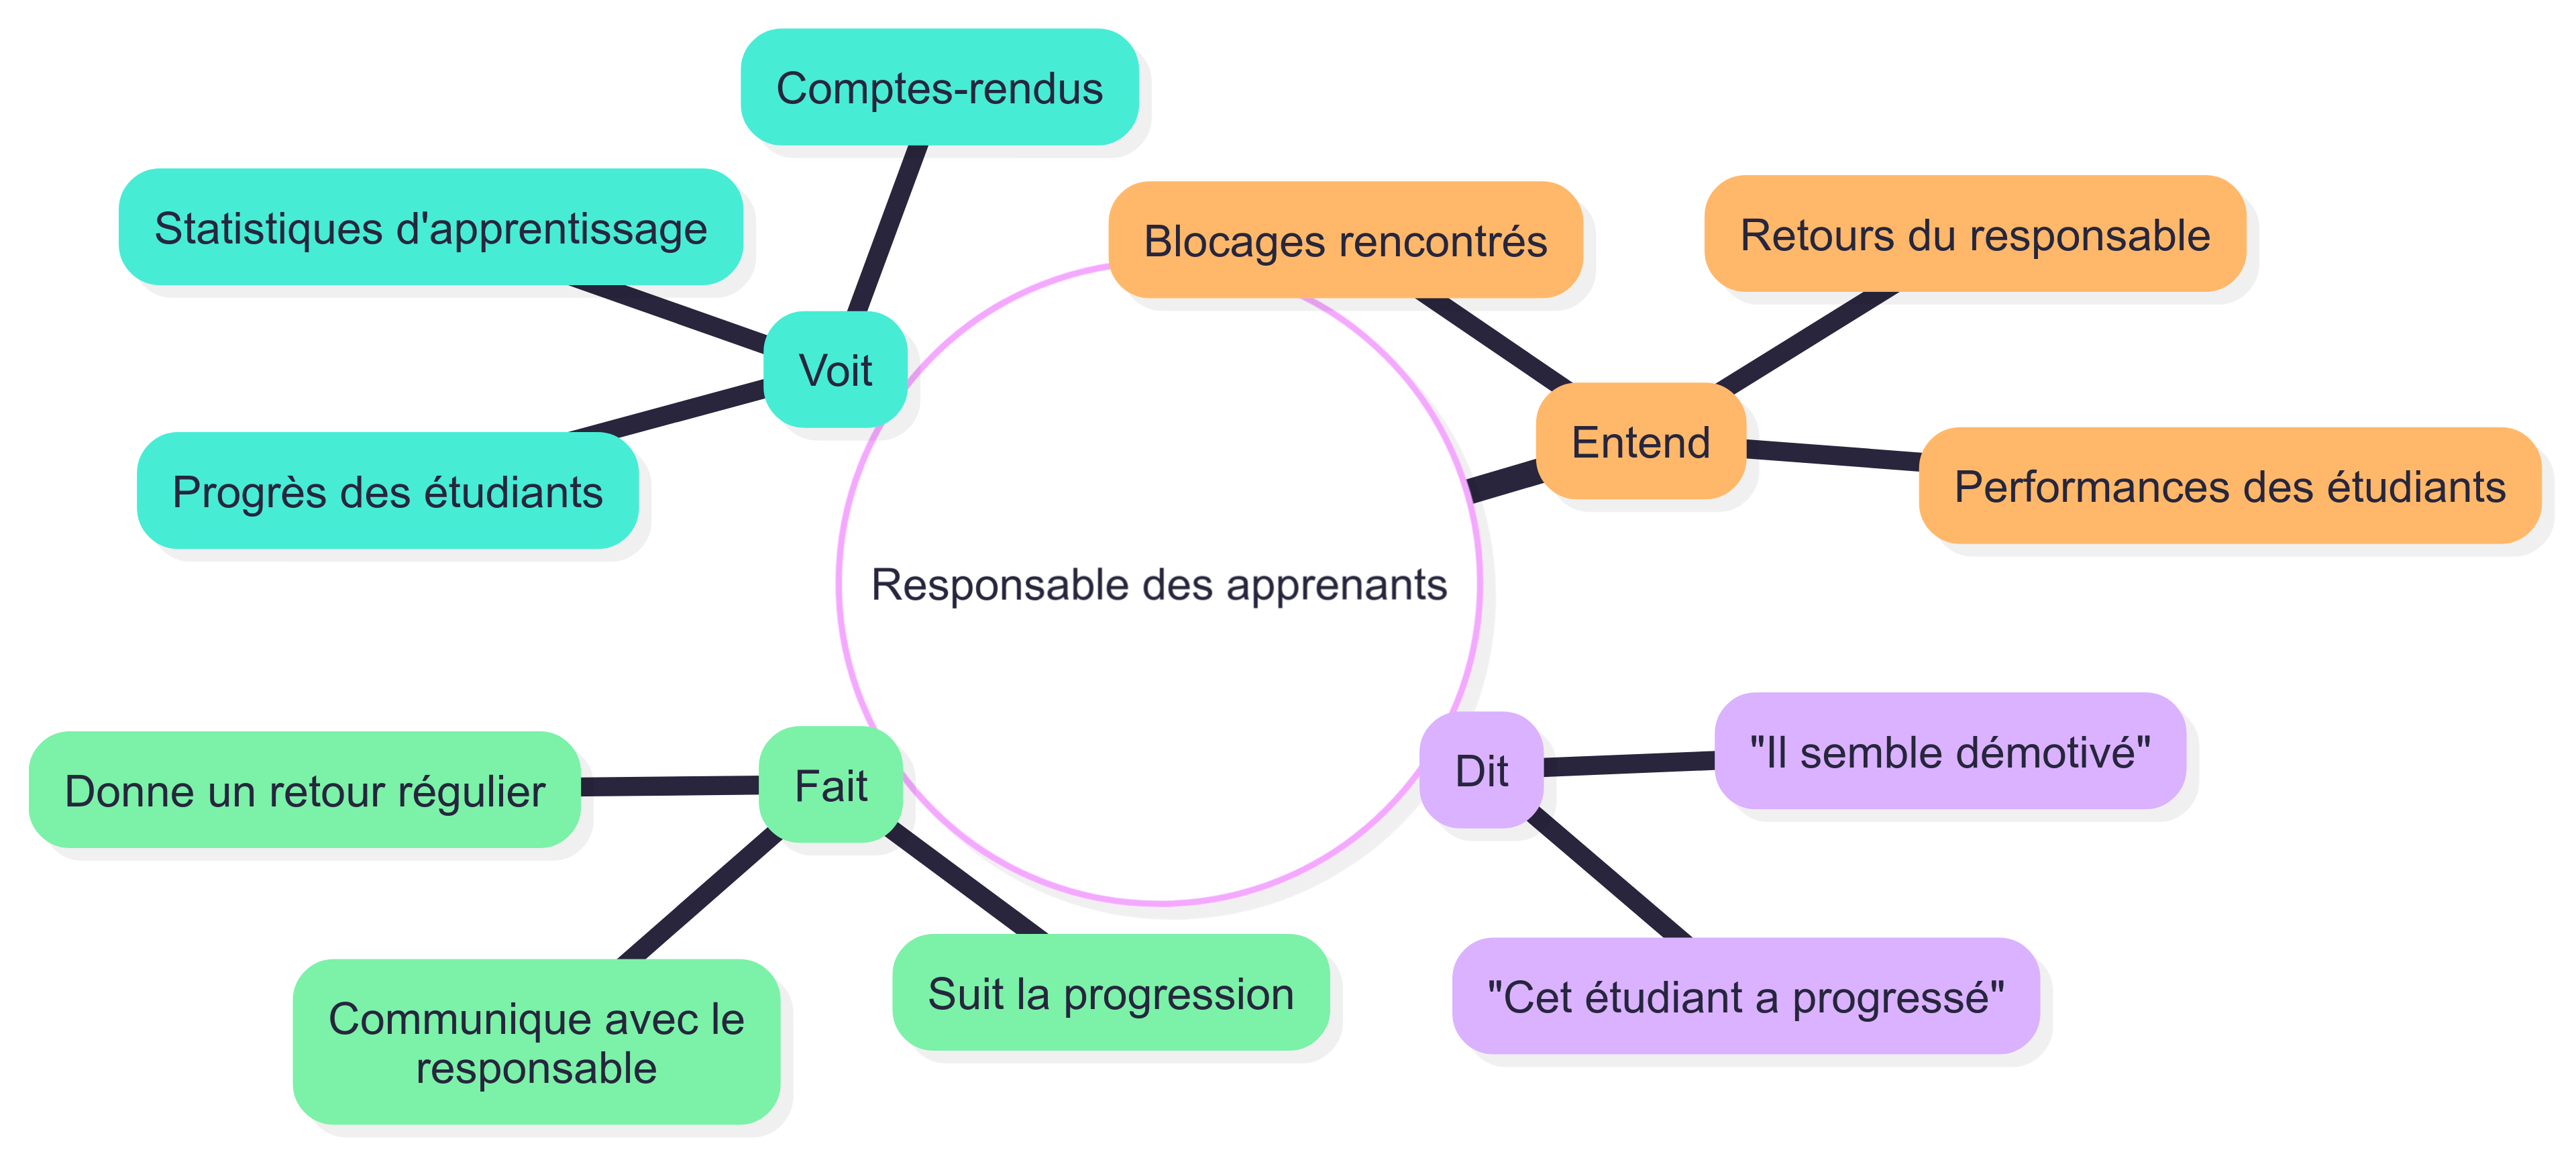 Comptes-rendus
Statistiques d'apprentissage
Voit
Progrès des étudiants
Blocages rencontrés
Retours du responsable
Entend
Performances des étudiants
Responsable des apprenants
Donne un retour régulier
Fait
Communique avec le
responsable
Suit la progression
Dit
"Il semble démotivé"
"Cet étudiant a progressé"